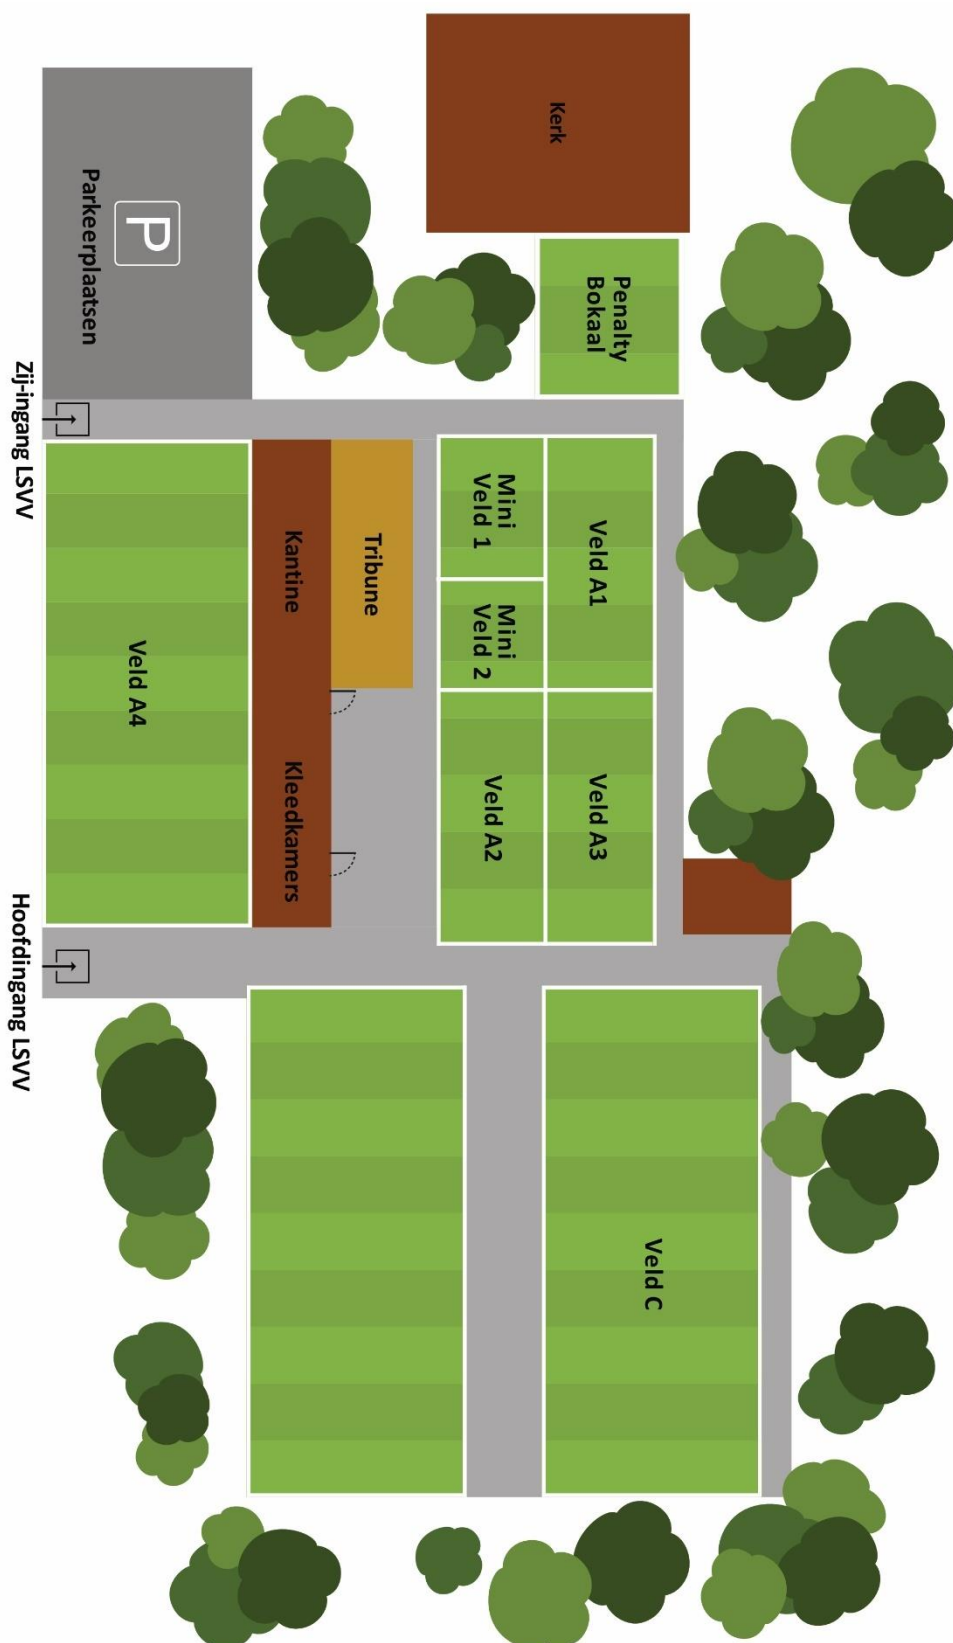 Kerk
Penalty
Bokaal
Veld A1
Veld A3
Veld C
Mini
Veld 1
Mini
Veld 2
Veld A2
Tribune
Kantine
Kleedkamers
P
Parkeerplaatsen
Veld A4
Zij-ingang LSVV
Hoofdingang LSVV